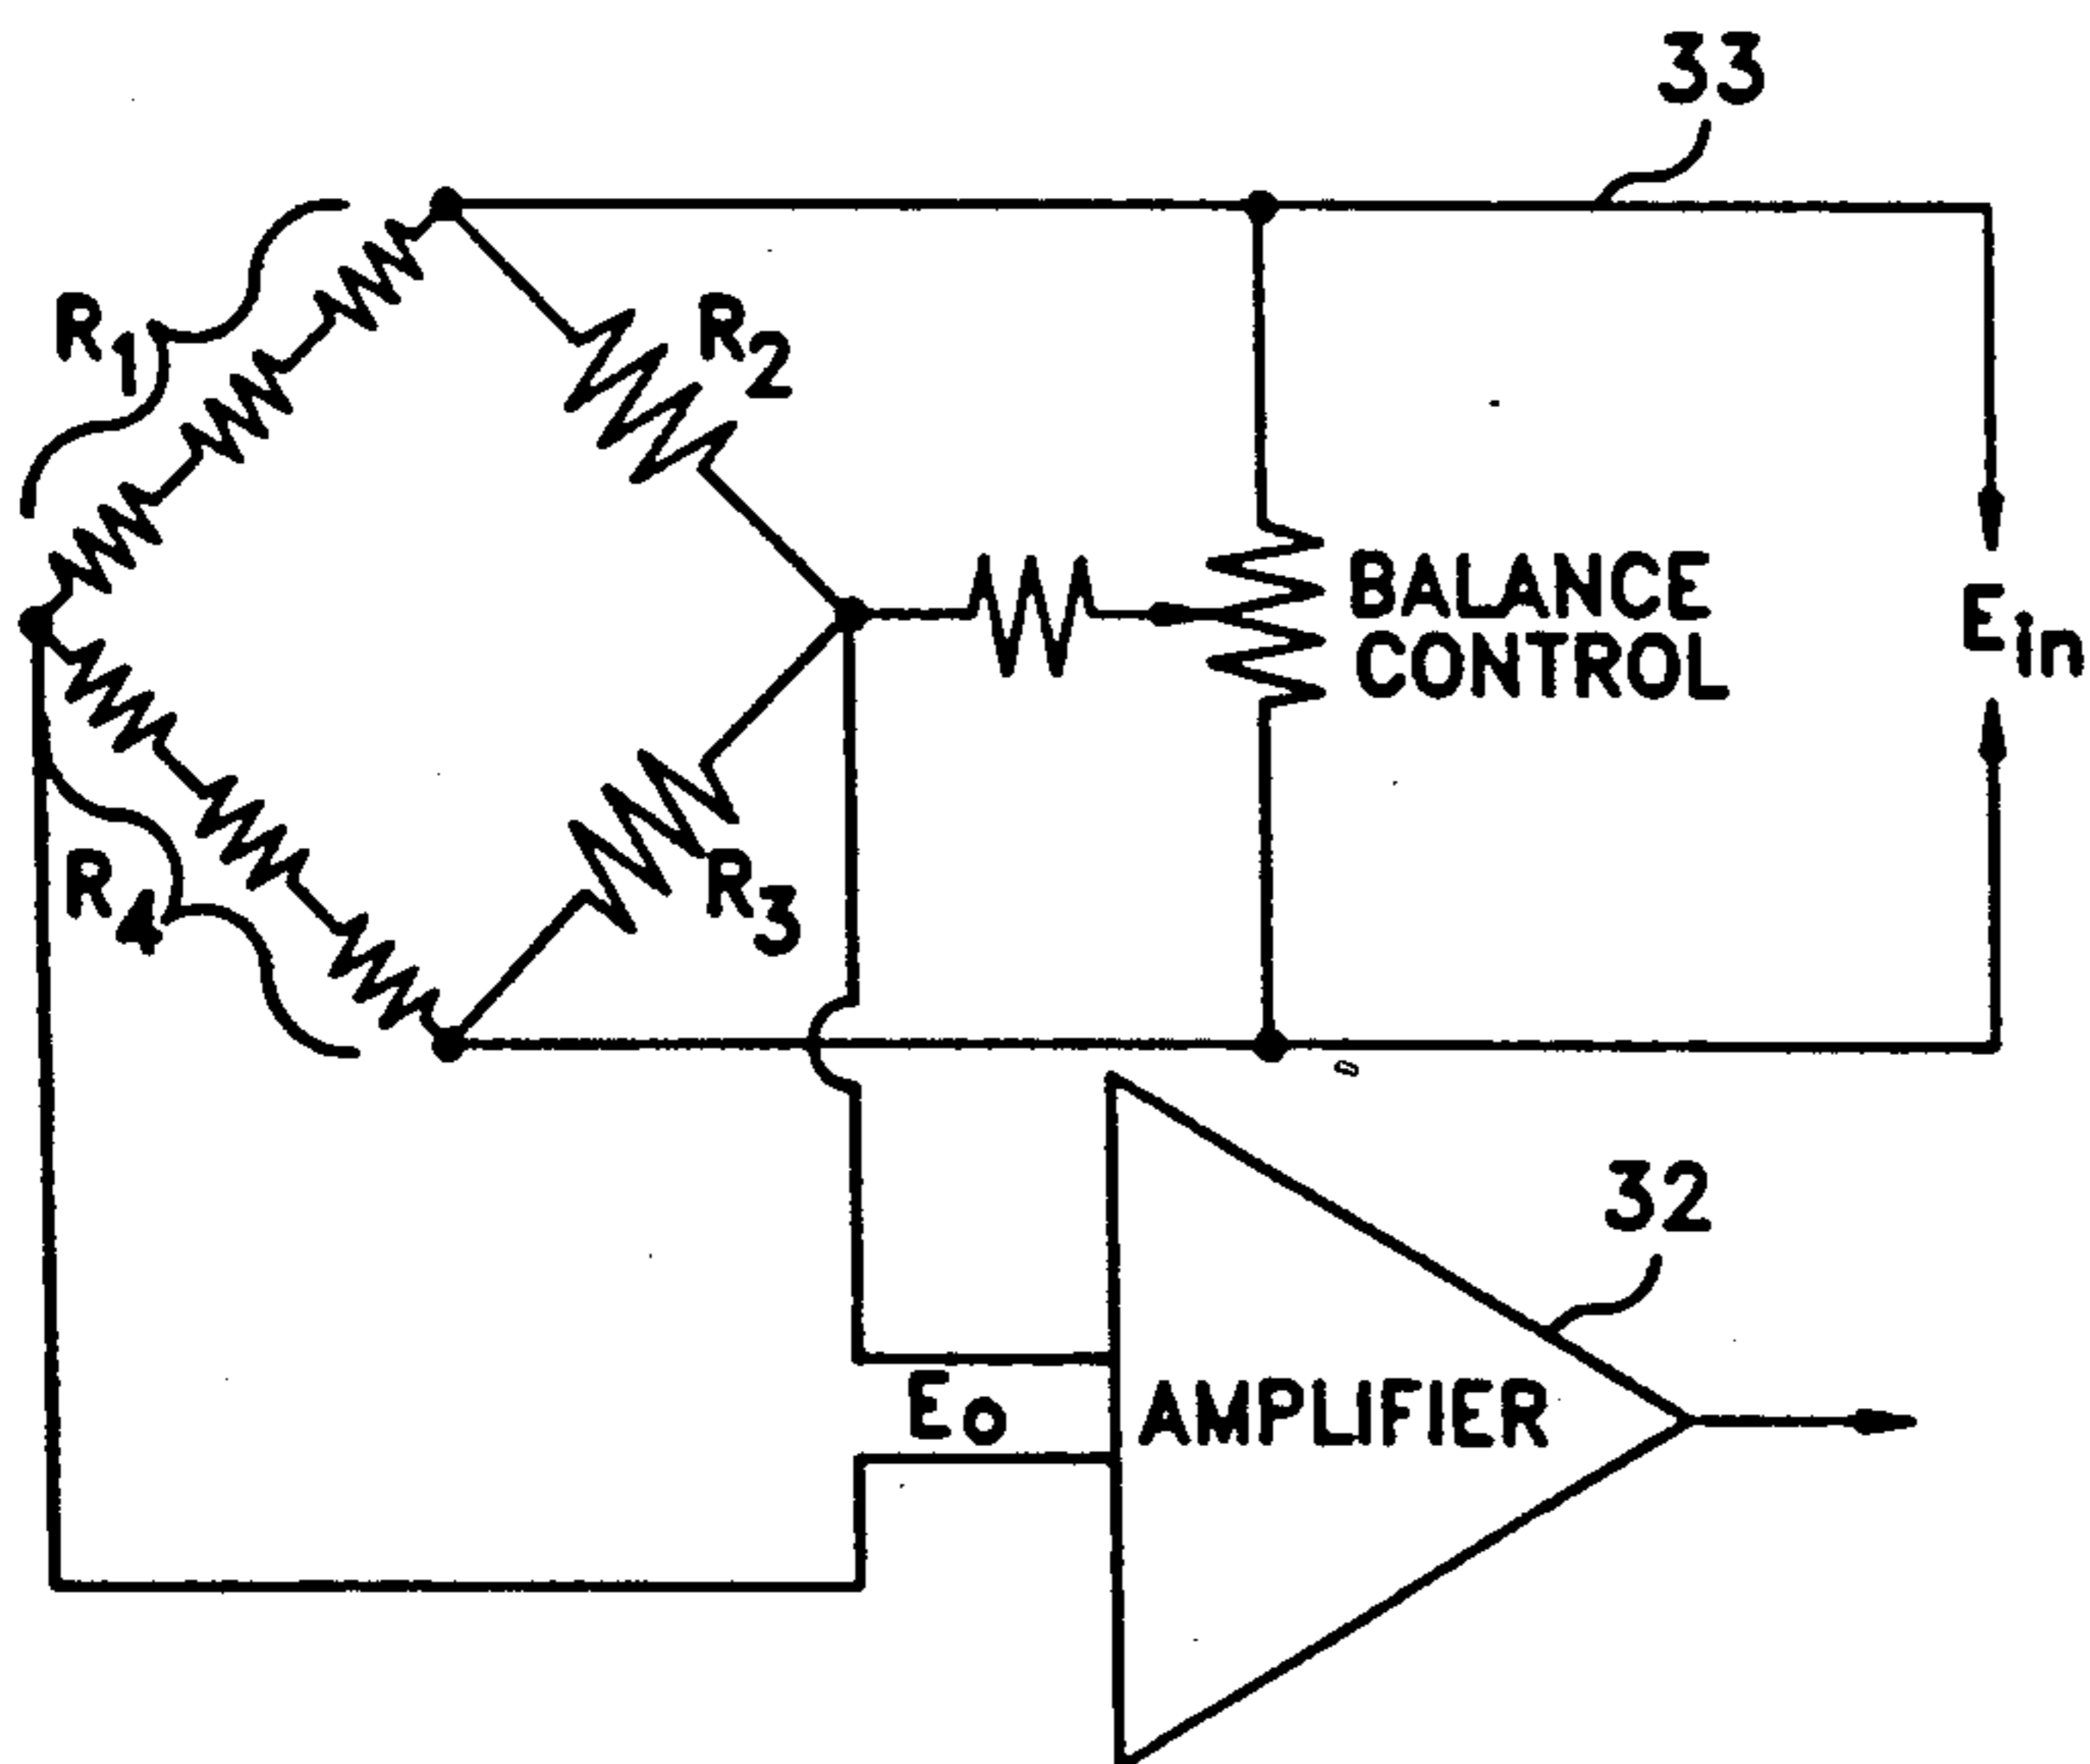 33
R1
R2
BALANCE
CONTROL
Ein
R4
R3
32
Eo
AMPLIFIER